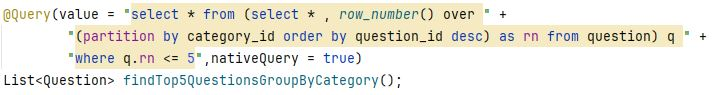 @Query(value = "select * from (select * , row_number() over " +
"(partition by category_id order by question_id desc) as rn from question) q " +
"where q.rn <= 5",nativeQuery = true)
List<Question> findTop5QuestionsGroupByCategory();